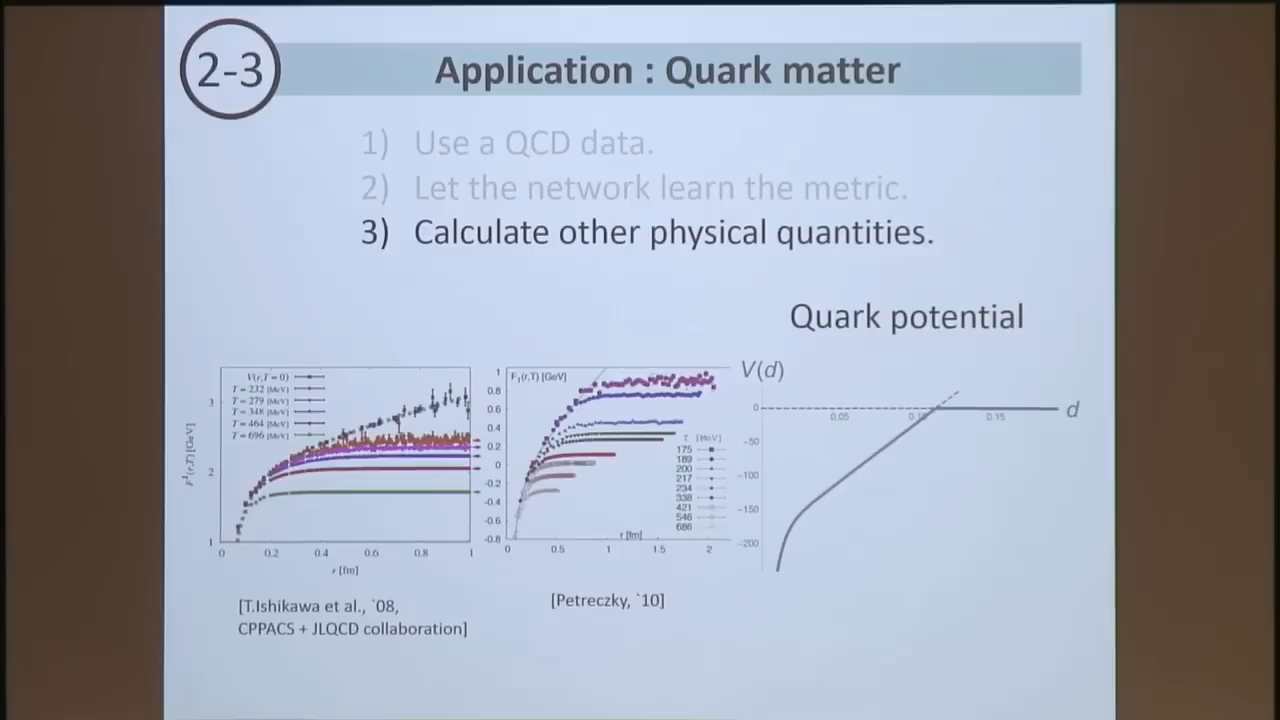 2-3
Application : Quark matter
1) Use a QCD data.
2) Let the network learn the metric.
3) Calculate other physical quantities.
Quark potential
V(r,T=0)
T = 232 [MeV]
T = 279 [MeV]
T = 348 [MeV]
T = 464 [MeV]
T = 696 [MeV]
3
2
1
0 0.2 0.4 0.6 0.8 1
r [fm]
F₁(r,T) [GeV]
1
0.8
0.6
0.4
0.2
0
-0.2
-0.4
-0.6
-0.8
0 0.5 1 1.5 2
r [fm]
T [MeV]
175
189
200
217
234
338
421
546
686
V(d)
0
-50
-100
-150
-200
0.05 0.10 0.15
d
[T.Ishikawa et al., `08,
CPPACS + JLQCD collaboration]
[Petreczky, `10]